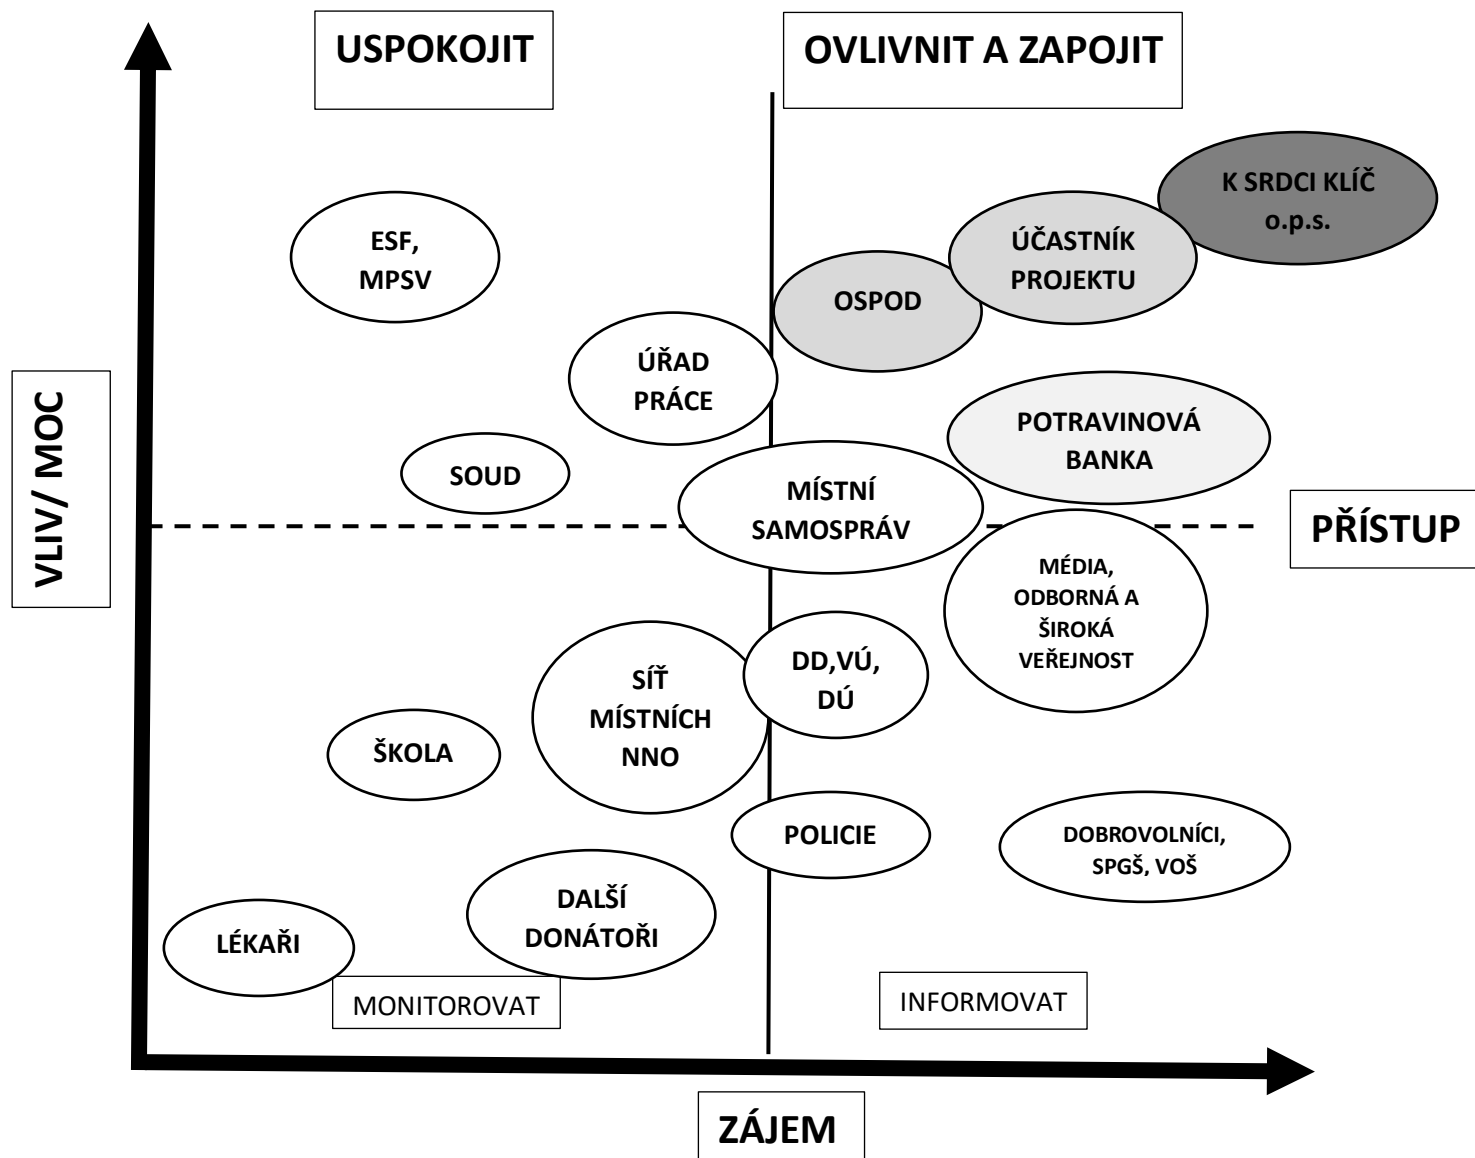 USPOKOJIT
OVLIVNIT A ZAPOJIT
K SRDCI KLÍČ
o.p.s.
ESF,
MPSV
ÚČASTNÍK
PROJEKTU
OSPOD
ÚŘAD
PRÁCE
VLIV/ MOC
POTRAVINOVÁ
BANKA
SOUD
MÍSTNÍ
SAMOSPRÁV
PŘÍSTUP
MÉDIA,
ODBORNÁ A
ŠIROKÁ
VEŘEJNOST
DD,VÚ,
DÚ
SÍŤ
MÍSTNÍCH
NNO
ŠKOLA
POLICIE
DOBROVOLNÍCI,
SPGŠ, VOŠ
DALŠÍ
DONÁTOŘI
LÉKAŘI
MONITOROVAT
INFORMOVAT
ZÁJEM